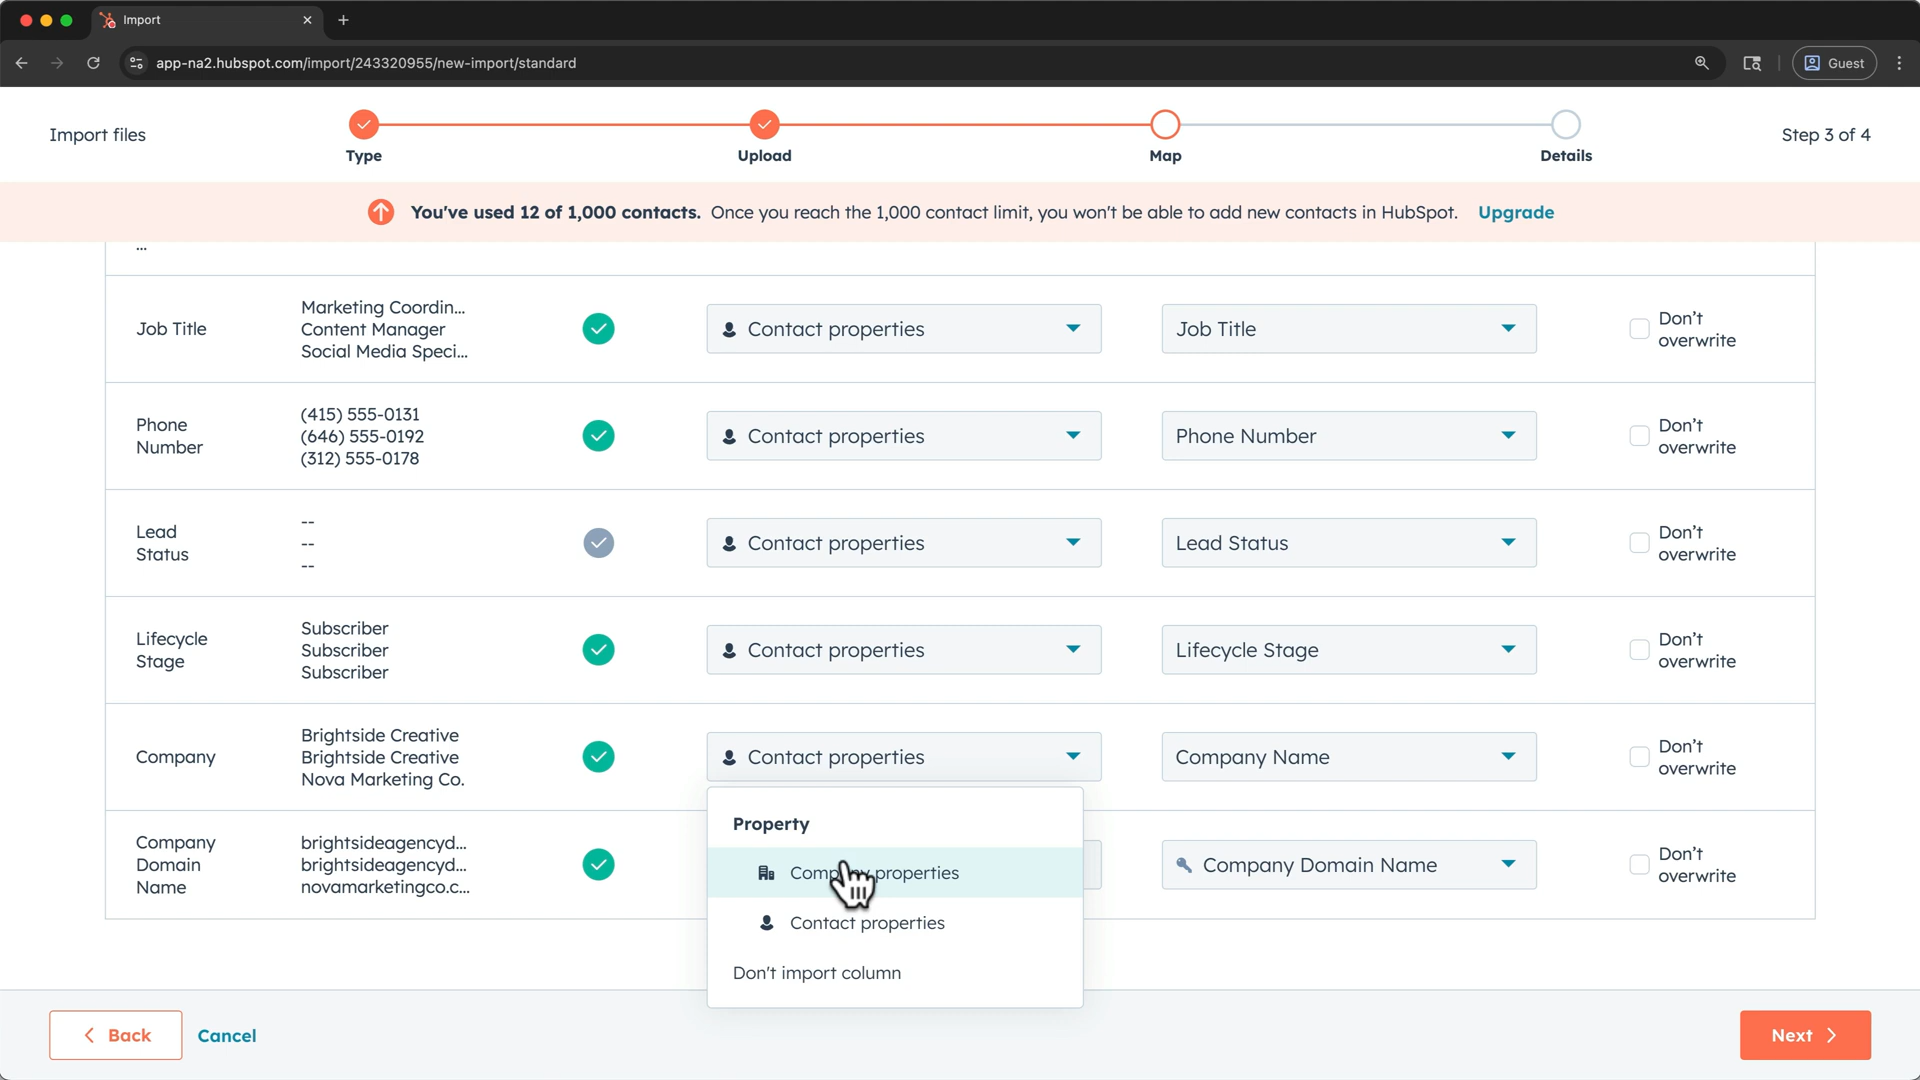 Import
app-na2.hubspot.com/import/243320955/new-import/standard
Guest
Import files
Type
Upload
Map
Details
Step 3 of 4
You've used 12 of 1,000 contacts. Once you reach the 1,000 contact limit, you won't be able to add new contacts in HubSpot. Upgrade
...
Job Title
Marketing Coordin...
Content Manager
Social Media Speci...
Contact properties
Job Title
Don't
overwrite
Phone
Number
(415) 555-0131
(646) 555-0192
(312) 555-0178
Contact properties
Phone Number
Don't
overwrite
Lead
Status
--
--
--
Contact properties
Lead Status
Don't
overwrite
Lifecycle
Stage
Subscriber
Subscriber
Subscriber
Contact properties
Lifecycle Stage
Don't
overwrite
Company
Brightside Creative
Brightside Creative
Nova Marketing Co.
Contact properties
Company Name
Don't
overwrite
Company
Domain
Name
brightsideagencyd...
brightsideagencyd...
novamarketingco.c...
Company Domain Name
Don't
overwrite
Property
Company properties
Contact properties
Don't import column
Back
Cancel
Next